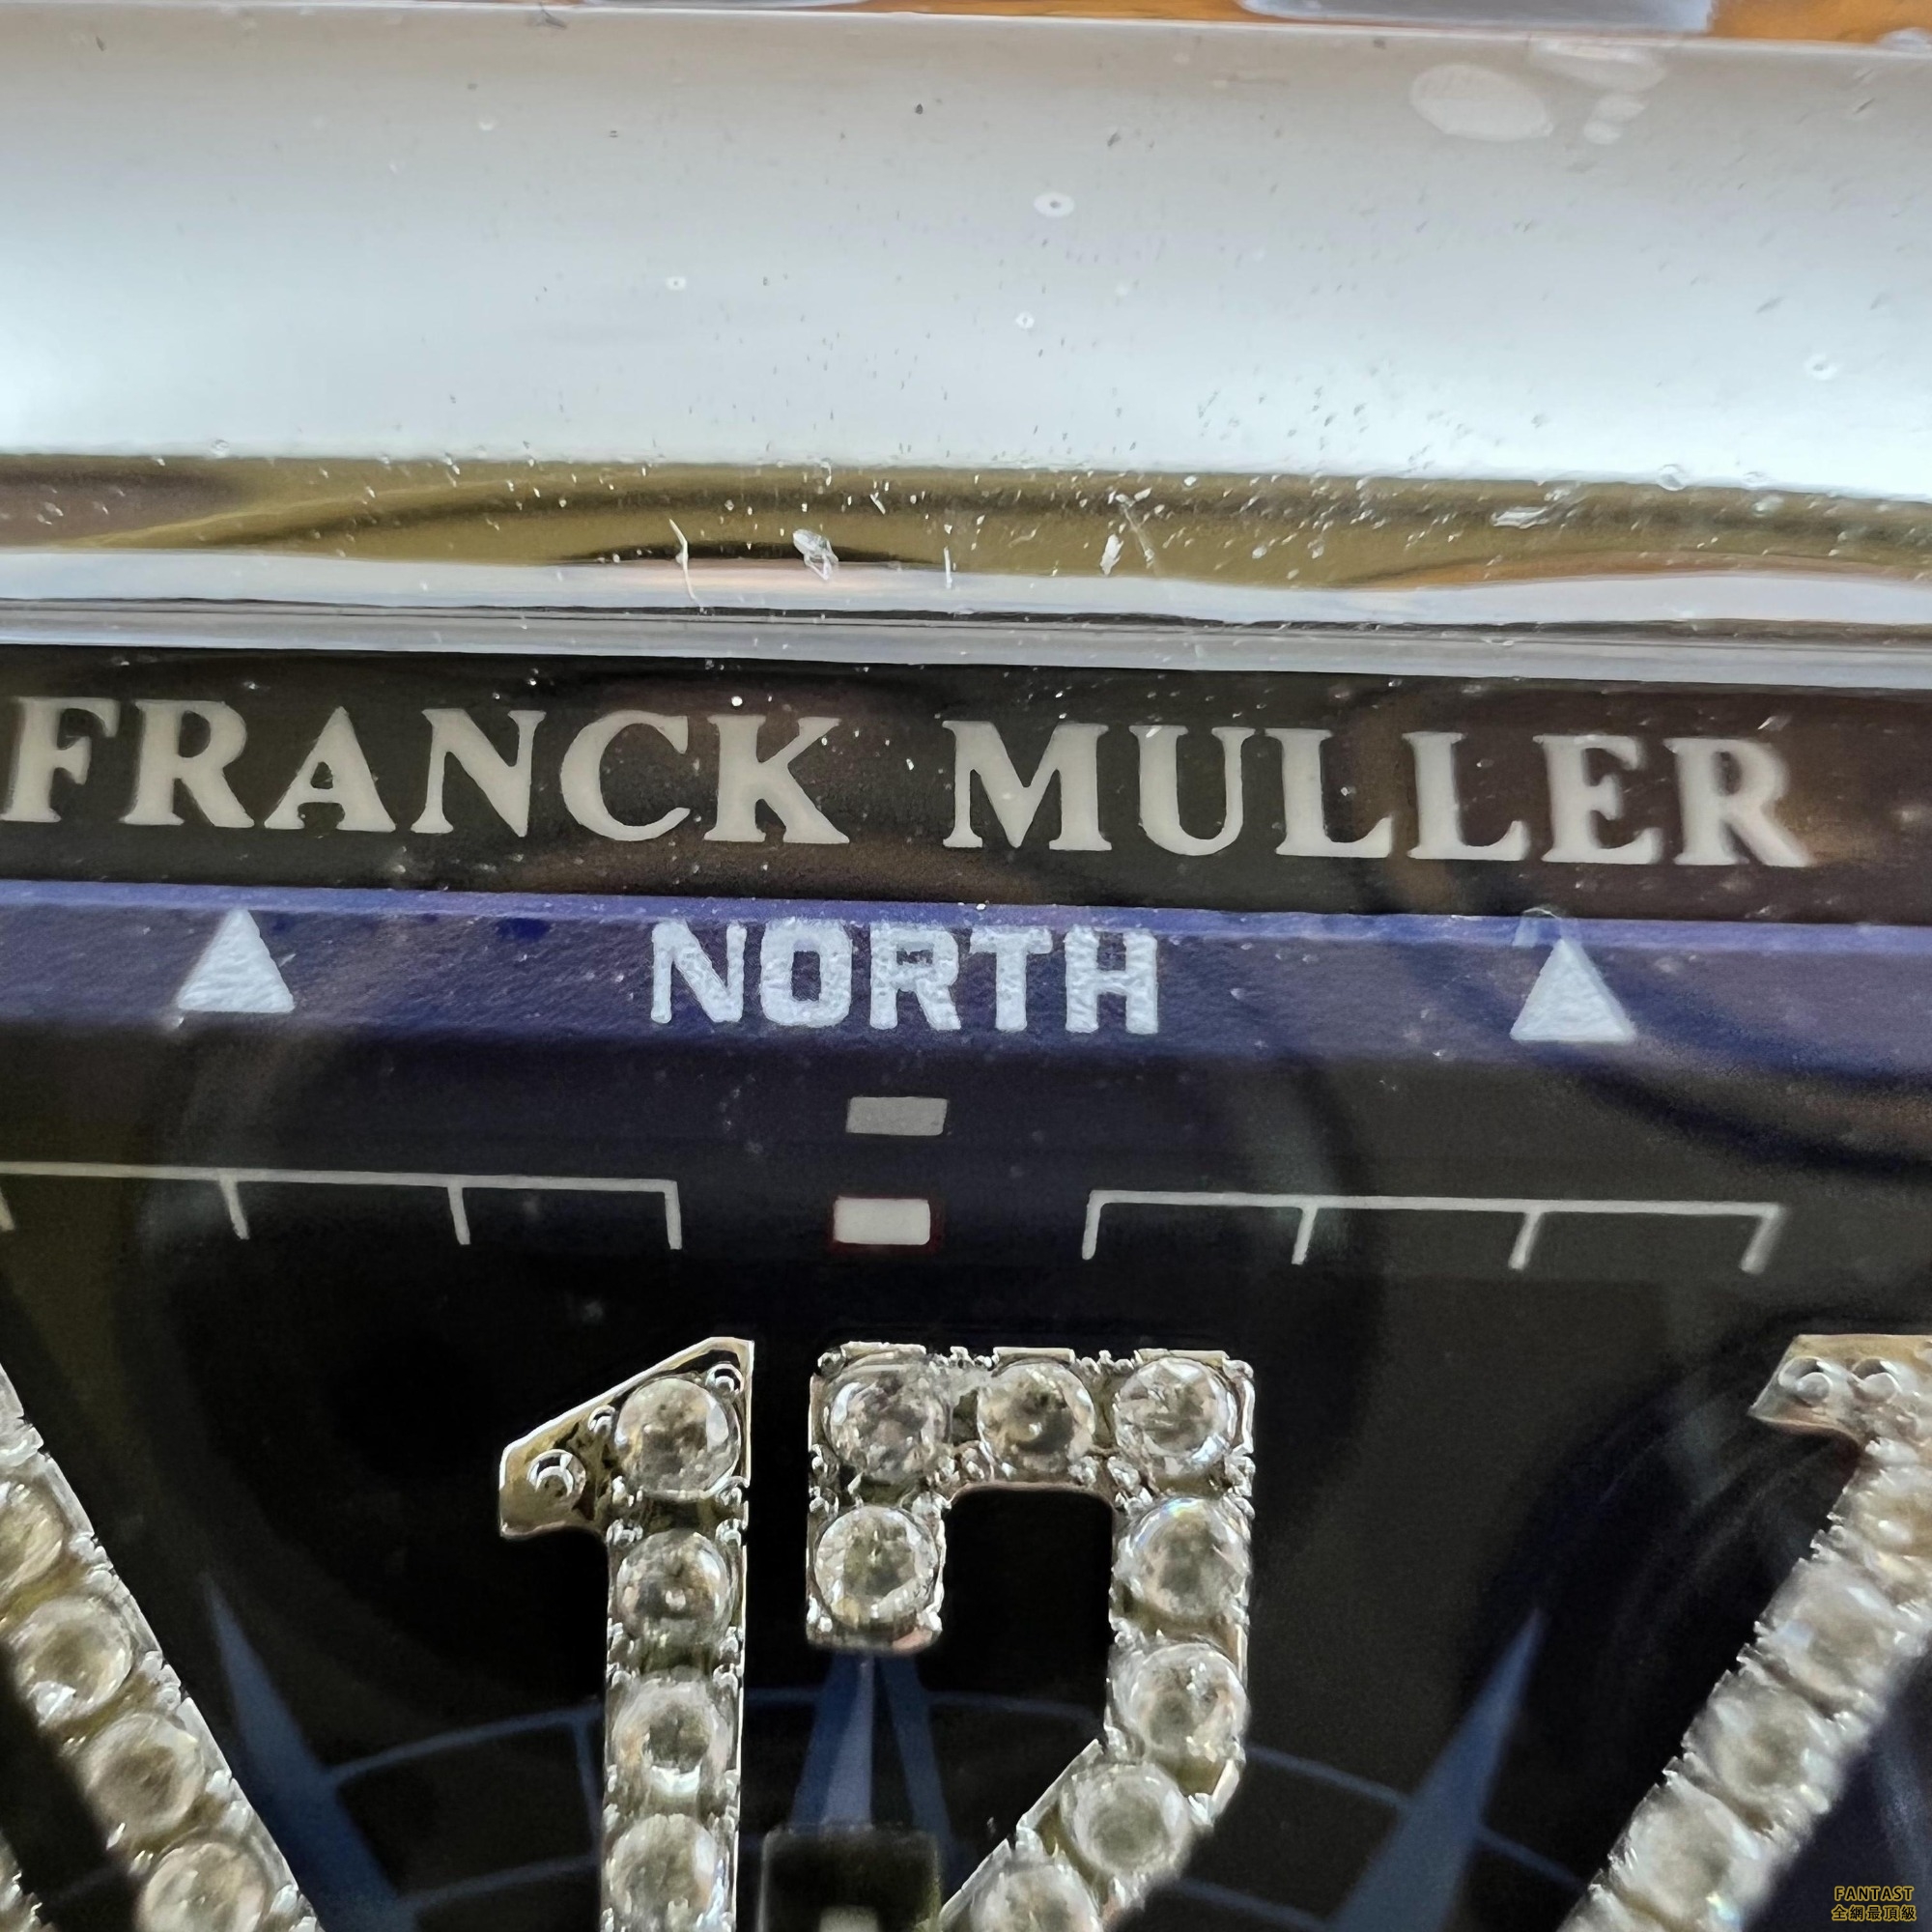 FRANCK MULLER
NORTH
12
FANTAST
全網最頂級